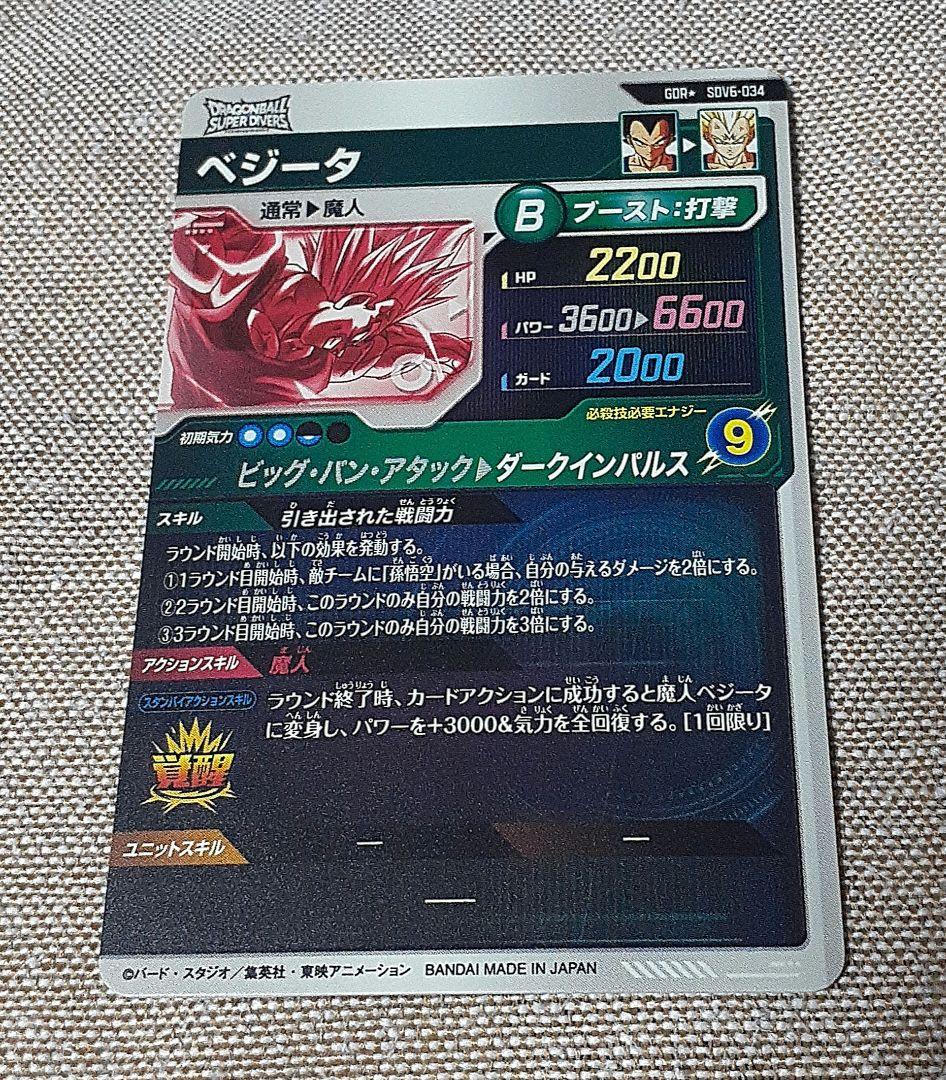 GDR★ SDV6-034
DRAGONBALL
SUPER DIVERS
ベジータ
通常▶魔人
B ブースト:打撃
HP 2200
パワー 3600▶6600
ガード 2000
必殺技必要エナジー
9
初期気力
ビッグ・バン・アタック▶ダークインパルス
スキル 引き出された戦闘力
ラウンド開始時、以下の効果を発動する。
①1ラウンド目開始時、敵チームに「孫悟空」がいる場合、自分の与えるダメージを2倍にする。
②2ラウンド目開始時、このラウンドのみ自分の戦闘力を2倍にする。
③3ラウンド目開始時、このラウンドのみ自分の戦闘力を3倍にする。
アクションスキル 魔人
スタンバイアクションスキル
ラウンド終了時、カードアクションに成功すると魔人ベジータ
に変身し、パワーを+3000&気力を全回復する。[1回限り]
覚醒
ユニットスキル — —
—
©バード・スタジオ/集英社・東映アニメーション BANDAI MADE IN JAPAN